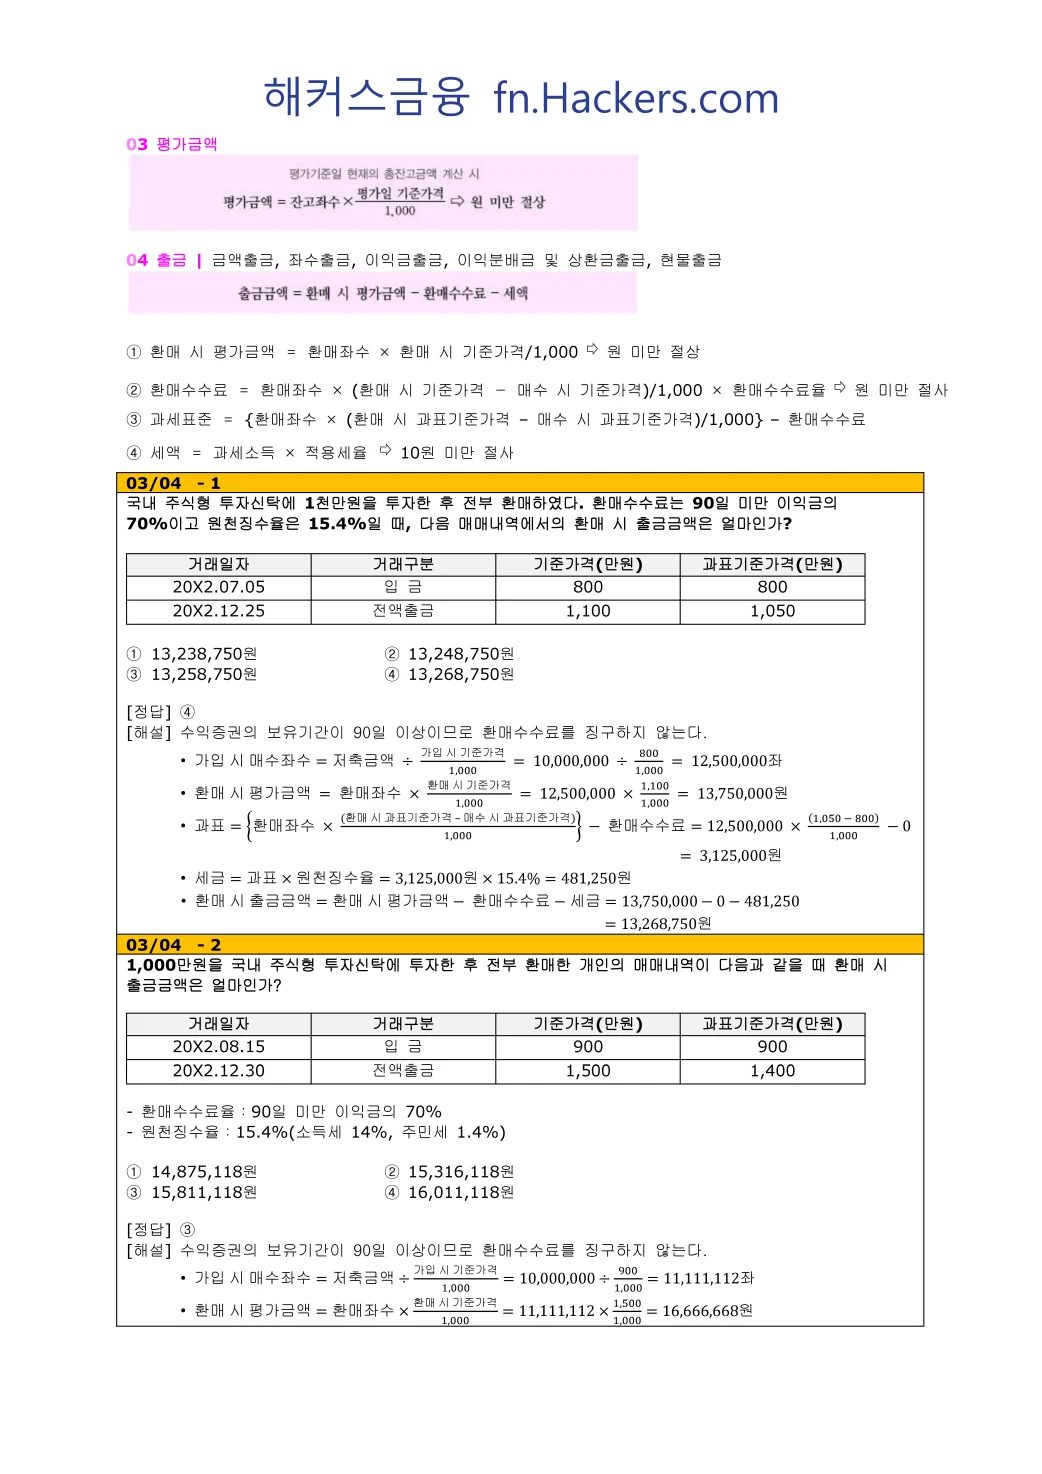 해커스금융 fn.Hackers.com
03 평가금액
평가기준일 현재의 총잔고금액 계산 시
평가금액 = 잔고좌수 × 평가일 기준가격/1,000 ⇨ 원 미만 절상
04 출금 | 금액출금, 좌수출금, 이익금출금, 이익분배금 및 상환금출금, 현물출금
출금금액 = 환매 시 평가금액 − 환매수수료 − 세액
① 환매 시 평가금액 = 환매좌수 × 환매 시 기준가격/1,000 ⇨ 원 미만 절상
② 환매수수료 = 환매좌수 × (환매 시 기준가격 − 매수 시 기준가격)/1,000 × 환매수수료율 ⇨ 원 미만 절사
③ 과세표준 = {환매좌수 × (환매 시 과표기준가격 – 매수 시 과표기준가격)/1,000} – 환매수수료
④ 세액 = 과세소득 × 적용세율 ⇨ 10원 미만 절사
03/04 - 1
국내 주식형 투자신탁에 1천만원을 투자한 후 전부 환매하였다. 환매수수료는 90일 미만 이익금의
70%이고 원천징수율은 15.4%일 때, 다음 매매내역에서의 환매 시 출금금액은 얼마인가?
거래일자 거래구분 기준가격(만원) 과표기준가격(만원)
20X2.07.05 입 금 800 800
20X2.12.25 전액출금 1,100 1,050
① 13,238,750원 ② 13,248,750원
③ 13,258,750원 ④ 13,268,750원
[정답] ④
[해설] 수익증권의 보유기간이 90일 이상이므로 환매수수료를 징구하지 않는다.
• 가입 시 매수좌수 = 저축금액 ÷ 가입 시 기준가격/1,000 = 10,000,000 ÷ 800/1,000 = 12,500,000좌
• 환매 시 평가금액 = 환매좌수 × 환매 시 기준가격/1,000 = 12,500,000 × 1,100/1,000 = 13,750,000원
• 과표 = {환매좌수 × (환매 시 과표기준가격 – 매수 시 과표기준가격)/1,000} − 환매수수료 = 12,500,000 × (1,050 − 800)/1,000 − 0
= 3,125,000원
• 세금 = 과표 × 원천징수율 = 3,125,000원 × 15.4% = 481,250원
• 환매 시 출금금액 = 환매 시 평가금액 − 환매수수료 − 세금 = 13,750,000 − 0 − 481,250
= 13,268,750원
03/04 - 2
1,000만원을 국내 주식형 투자신탁에 투자한 후 전부 환매한 개인의 매매내역이 다음과 같을 때 환매 시
출금금액은 얼마인가?
거래일자 거래구분 기준가격(만원) 과표기준가격(만원)
20X2.08.15 입 금 900 900
20X2.12.30 전액출금 1,500 1,400
- 환매수수료율 : 90일 미만 이익금의 70%
- 원천징수율 : 15.4%(소득세 14%, 주민세 1.4%)
① 14,875,118원 ② 15,316,118원
③ 15,811,118원 ④ 16,011,118원
[정답] ③
[해설] 수익증권의 보유기간이 90일 이상이므로 환매수수료를 징구하지 않는다.
• 가입 시 매수좌수 = 저축금액 ÷ 가입 시 기준가격/1,000 = 10,000,000 ÷ 900/1,000 = 11,111,112좌
• 환매 시 평가금액 = 환매좌수 × 환매 시 기준가격/1,000 = 11,111,112 × 1,500/1,000 = 16,666,668원